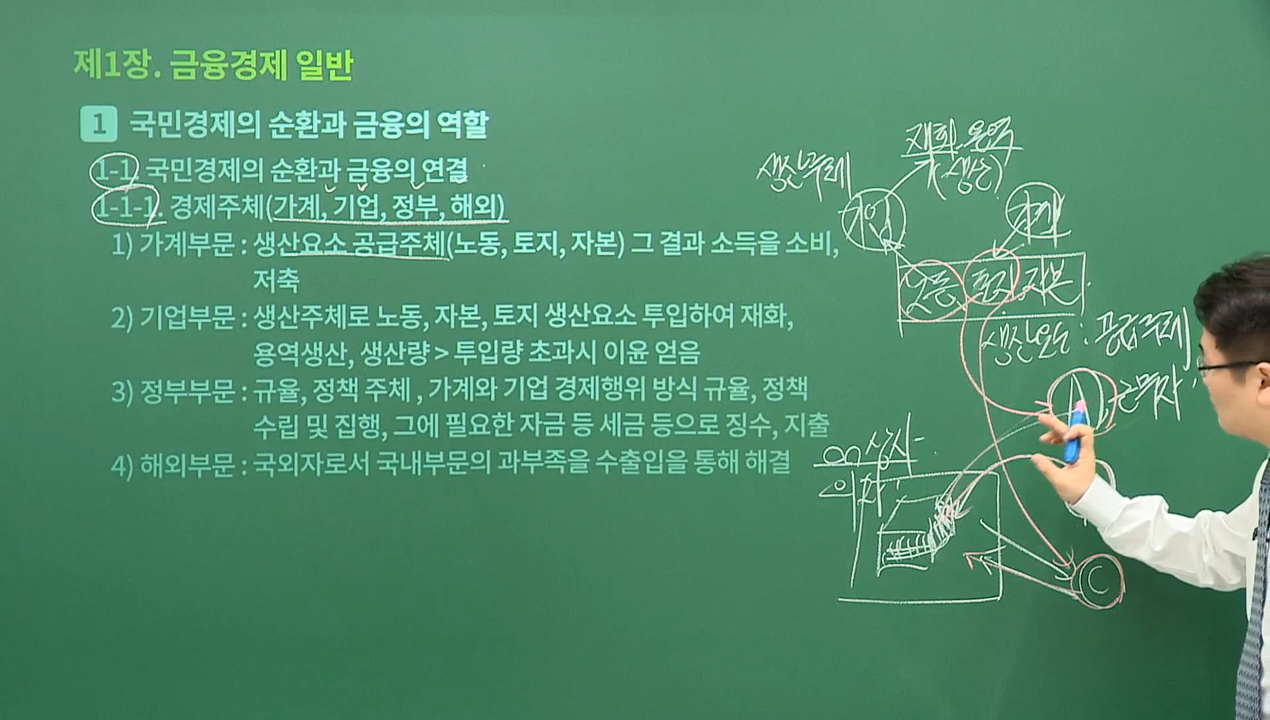 제1장. 금융경제 일반
1 국민경제의 순환과 금융의 역할
1-1. 국민경제의 순환과 금융의 연결
1-1-1. 경제주체(가계, 기업, 정부, 해외)
1) 가계부문 : 생산요소 공급주체(노동, 토지, 자본) 그 결과 소득을 소비,
저축
2) 기업부문 : 생산주체로 노동, 자본, 토지 생산요소 투입하여 재화,
용역생산, 생산량 > 투입량 초과시 이윤 얻음
3) 정부부문 : 규율, 정책 주체 , 가계와 기업 경제행위 방식 규율, 정책
수립 및 집행, 그에 필요한 자금 등 세금 등으로 징수, 지출
4) 해외부문 : 국외자로서 국내부문의 과부족을 수출입을 통해 해결
재화. 용역
생산주체
(생산)
기업
가계
노동, 토지, 자본
생산요소 : 공급주체
A
근로자
의자
C